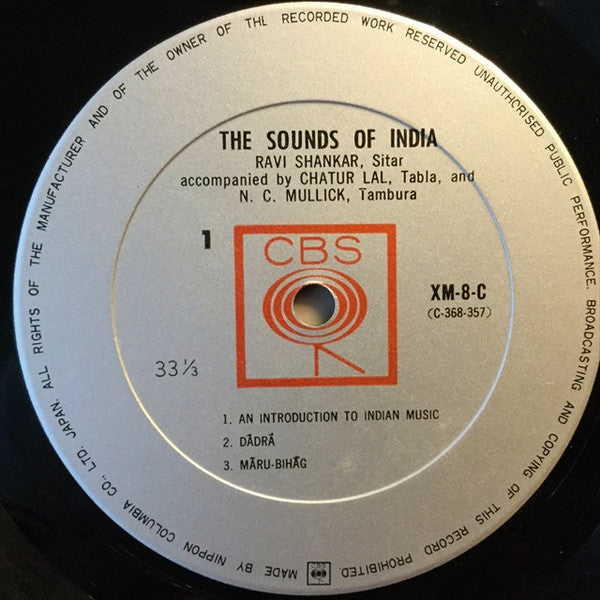 THE SOUNDS OF INDIA
RAVI SHANKAR, Sitar
accompanied by CHATUR LAL, Tabla, and
N. C. MULLICK, Tambura
1
CBS
XM-8-C
(C-368-357)
33⅓
1. AN INTRODUCTION TO INDIAN MUSIC
2. DĀDRĀ
3. MĀRU-BIHĀG
MADE BY NIPPON COLUMBIA CO., LTD. JAPAN, ALL RIGHTS OF THE MANUFACTURER AND OF THE OWNER OF THE RECORDED WORK RESERVED UNAUTHORISED PUBLIC PERFORMANCE, BROADCASTING AND COPYING OF THIS RECORD PROHIBITED.